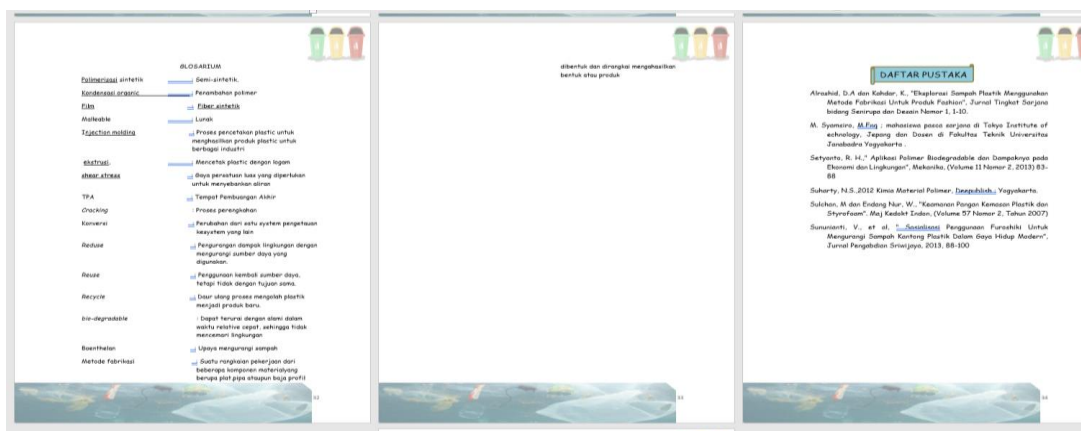 GLOSARIUM
Polimerisasi sintetik : Semi-sintetik.
Kondensasi organic : Penambahan polimer
Film : Fiber sintetik
Malleable : Lunak
Injection molding : Proses pencetakan plastic untuk
menghasilkan produk plastic untuk
berbagai industri
ekstrusi. : Mencetak plastic dengan logam
shear stress : Gaya persatuan luas yang diperlukan
untuk menyebankan aliran
TPA : Tempat Pembuangan Akhir
Cracking : Proses perengkahan
Konversi : Perubahan dari satu system pengetauan
kesystem yang lain
Reduse : Pengurangan dampak lingkungan dengan
mengurangi sumber daya yang
digunakan.
Reuse : Penggunaan kembali sumber daya,
tetapi tidak dengan tujuan sama.
Recycle : Daur ulang proses mengolah plastik
menjadi produk baru.
bio-degradable : Dapat terurai dengan alami dalam
waktu relative cepat, sehingga tidak
mencemari lingkungan
Boenthelan : Upaya mengurangi sampah
Metode fabrikasi : Suatu rangkaian pekerjaan dari
beberapa komponen materialyang
berupa plat,pipa ataupun baja profil
52
dibentuk dan dirangkai mengahasilkan
bentuk atau produk
53
DAFTAR PUSTAKA
Alrashid, D.A dan Kahdar, K., "Eksplorasi Sampah Plastik Menggunakan
Metode Fabrikasi Untuk Produk Fashion", Jurnal Tingkat Sarjana
bidang Senirupa dan Desain Nomor 1, 1-10.
M. Syamsiro, M.Eng : mahasiswa pasca sarjana di Tokyo Institute of
echnology, Jepang dan Dosen di Fakultas Teknik Univeresitas
Janabadra Yogyakarta .
Setyanto, R. H.," Aplikasi Polimer Biodegradable dan Dampaknya pada
Ekonomi dan Lingkungan", Mekanika, (Volume 11 Nomor 2, 2013) 83-
88
Suharty, N.S.,2012 Kimia Material Polimer, Deepublish.: Yogyakarta.
Sulchan, M dan Endang Nur, W., "Keamanan Pangan Kemasan Plastik dan
Styrofoam". Maj Kedokt Indon, (Volume 57 Nomor 2, Tahun 2007)
Sununianti, V., et al, " Sosialisasi Penggunaan Furoshiki Untuk
Mengurangi Sampah Kantong Plastik Dalam Gaya Hidup Modern",
Jurnal Pengabdian Sriwijaya, 2013, 88-100
54